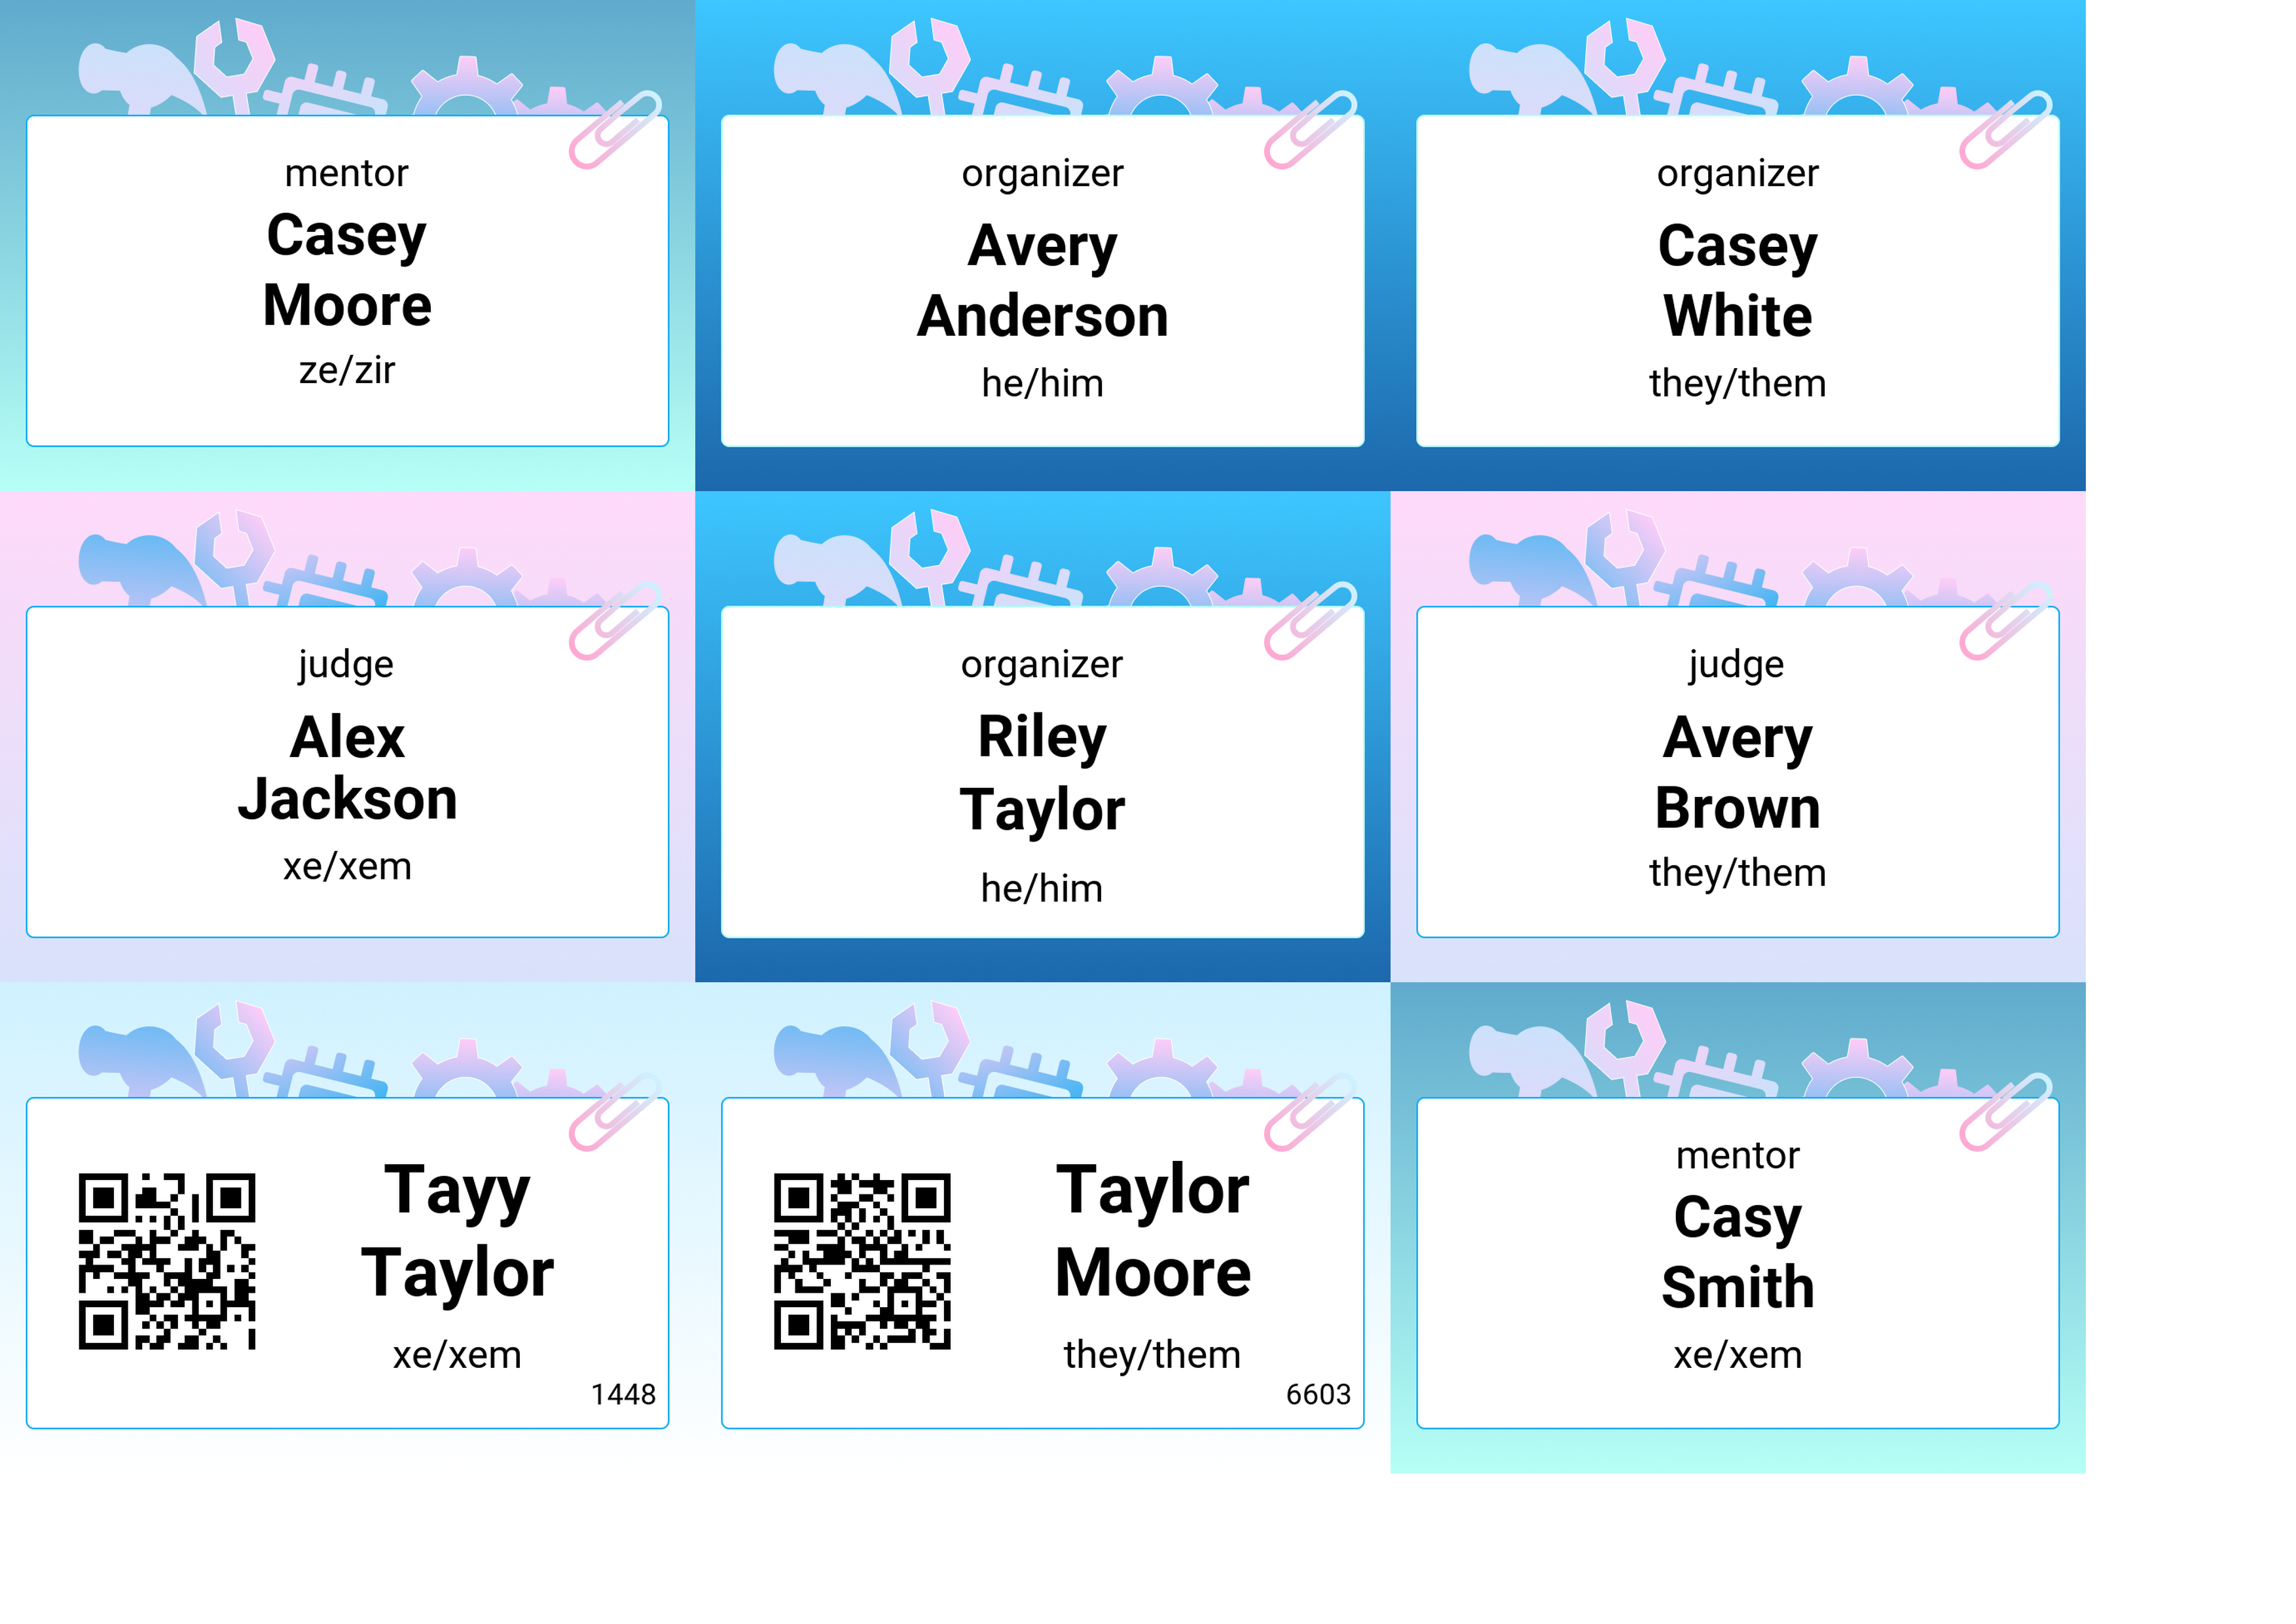 mentor
Casey
Moore
ze/zir
organizer
Avery
Anderson
he/him
organizer
Casey
White
they/them
judge
Alex
Jackson
xe/xem
organizer
Riley
Taylor
he/him
judge
Avery
Brown
they/them
Tayy
Taylor
xe/xem
1448
Taylor
Moore
they/them
6603
mentor
Casy
Smith
xe/xem